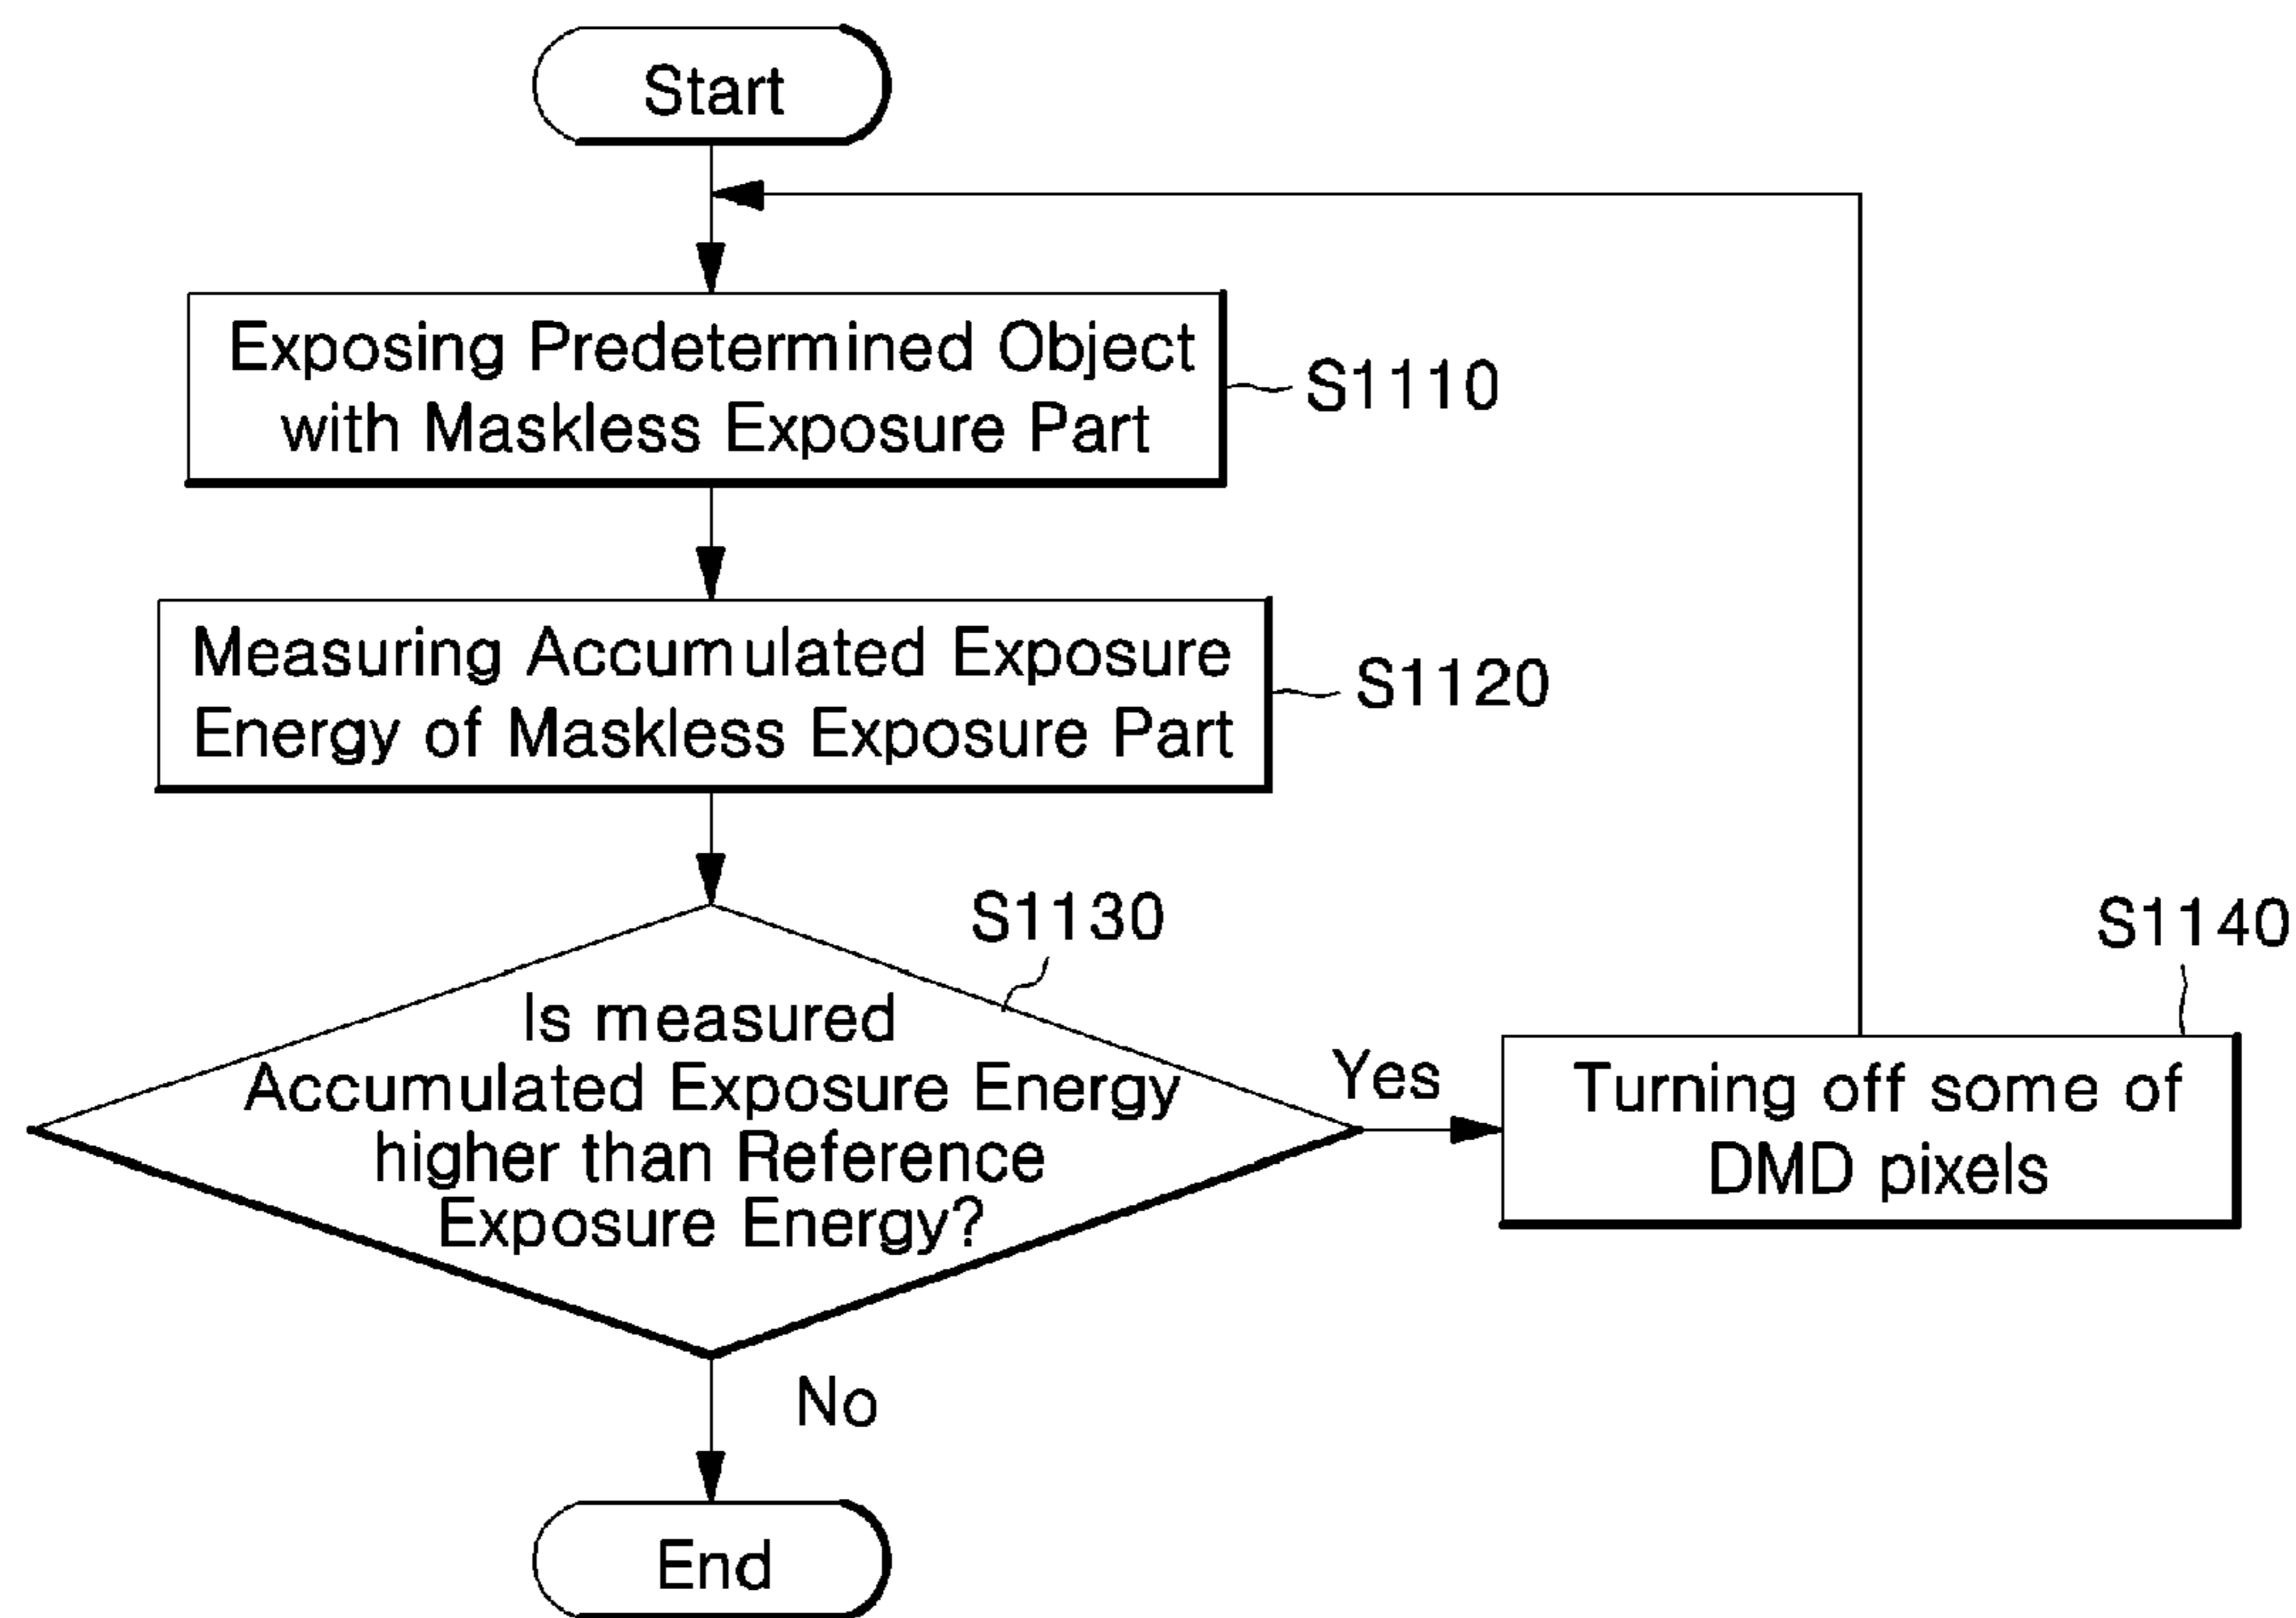 Start
Exposing Predetermined Object
with Maskless Exposure Part
S1110
Measuring Accumulated Exposure
Energy of Maskless Exposure Part
S1120
S1130
Is measured
Accumulated Exposure Energy
higher than Reference
Exposure Energy?
Yes
S1140
Turning off some of
DMD pixels
No
End